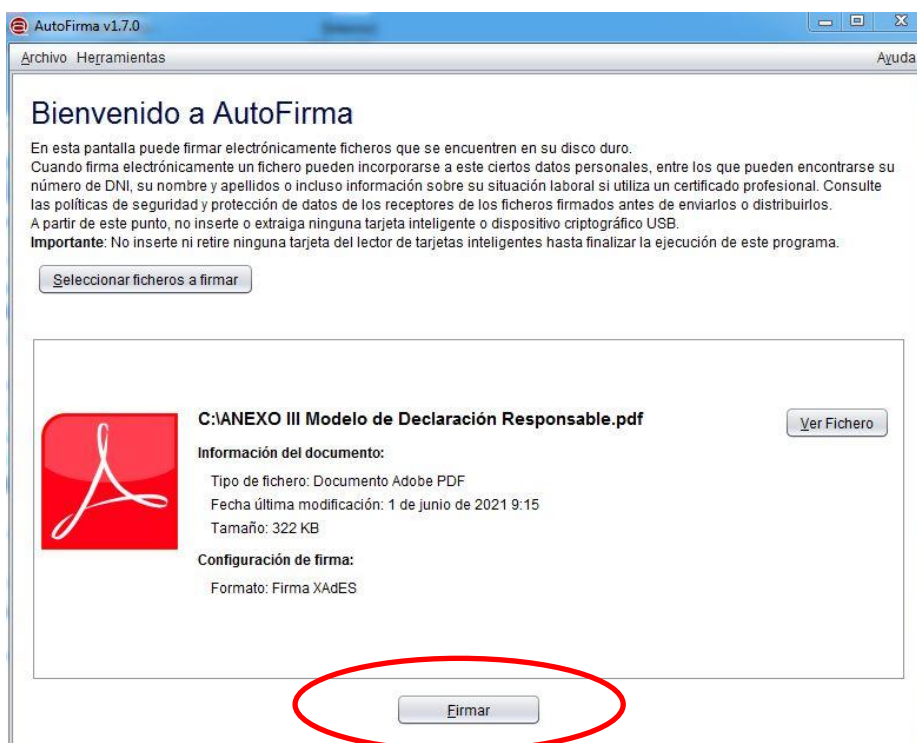 AutoFirma v1.7.0
Archivo Herramientas Ayuda
Bienvenido a AutoFirma
En esta pantalla puede firmar electrónicamente ficheros que se encuentren en su disco duro.
Cuando firma electrónicamente un fichero pueden incorporarse a este ciertos datos personales, entre los que pueden encontrarse su
número de DNI, su nombre y apellidos o incluso información sobre su situación laboral si utiliza un certificado profesional. Consulte
las políticas de seguridad y protección de datos de los receptores de los ficheros firmados antes de enviarlos o distribuirlos.
A partir de este punto, no inserte o extraiga ninguna tarjeta inteligente o dispositivo criptográfico USB.
Importante: No inserte ni retire ninguna tarjeta del lector de tarjetas inteligentes hasta finalizar la ejecución de este programa.
Seleccionar ficheros a firmar
C:\ANEXO III Modelo de Declaración Responsable.pdf
Ver Fichero
Información del documento:
Tipo de fichero: Documento Adobe PDF
Fecha última modificación: 1 de junio de 2021 9:15
Tamaño: 322 KB
Configuración de firma:
Formato: Firma XAdES
Firmar